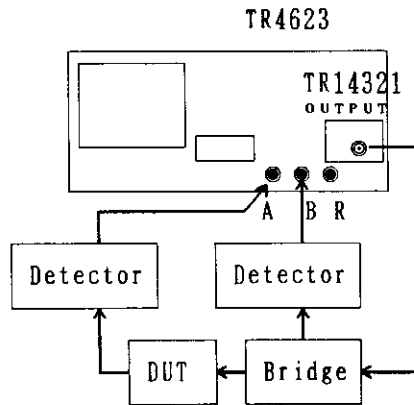 TR4623
TR14321
OUTPUT
A B R
Detector Detector
DUT Bridge